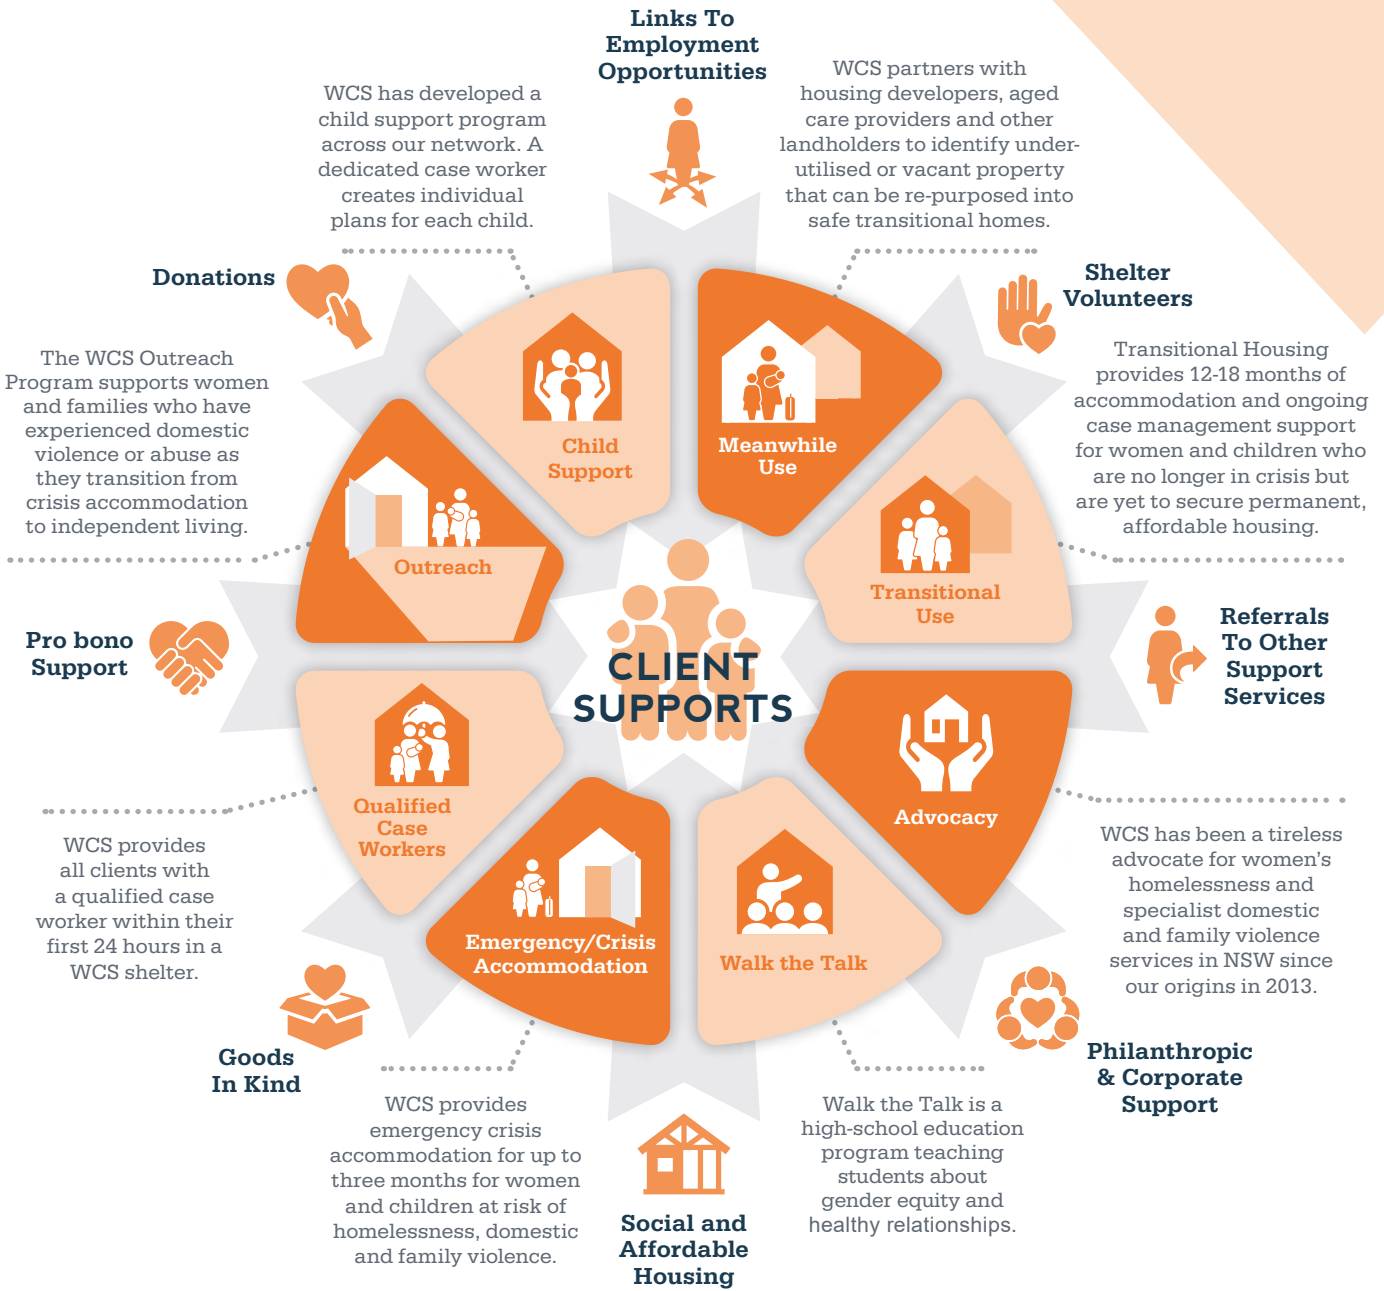 Links To
Employment
Opportunities
WCS has developed a
child support program
across our network. A
dedicated case worker
creates individual
plans for each child.
WCS partners with
housing developers, aged
care providers and other
landholders to identify under-
utilised or vacant property
that can be re-purposed into
safe transitional homes.
Donations
Shelter
Volunteers
The WCS Outreach
Program supports women
and families who have
experienced domestic
violence or abuse as
they transition from
crisis accommodation
to independent living.
Transitional Housing
provides 12-18 months of
accommodation and ongoing
case management support
for women and children who
are no longer in crisis but
are yet to secure permanent,
affordable housing.
Child
Support
Meanwhile
Use
Outreach
Transitional
Use
Pro bono
Support
CLIENT
SUPPORTS
Referrals
To Other
Support
Services
Qualified
Case
Workers
Advocacy
WCS provides
all clients with
a qualified case
worker within their
first 24 hours in a
WCS shelter.
WCS has been a tireless
advocate for women's
homelessness and
specialist domestic
and family violence
services in NSW since
our origins in 2013.
Emergency/Crisis
Accommodation
Walk the Talk
Goods
In Kind
Philanthropic
& Corporate
Support
WCS provides
emergency crisis
accommodation for up to
three months for women
and children at risk of
homelessness, domestic
and family violence.
Walk the Talk is a
high-school education
program teaching
students about
gender equity and
healthy relationships.
Social and
Affordable
Housing